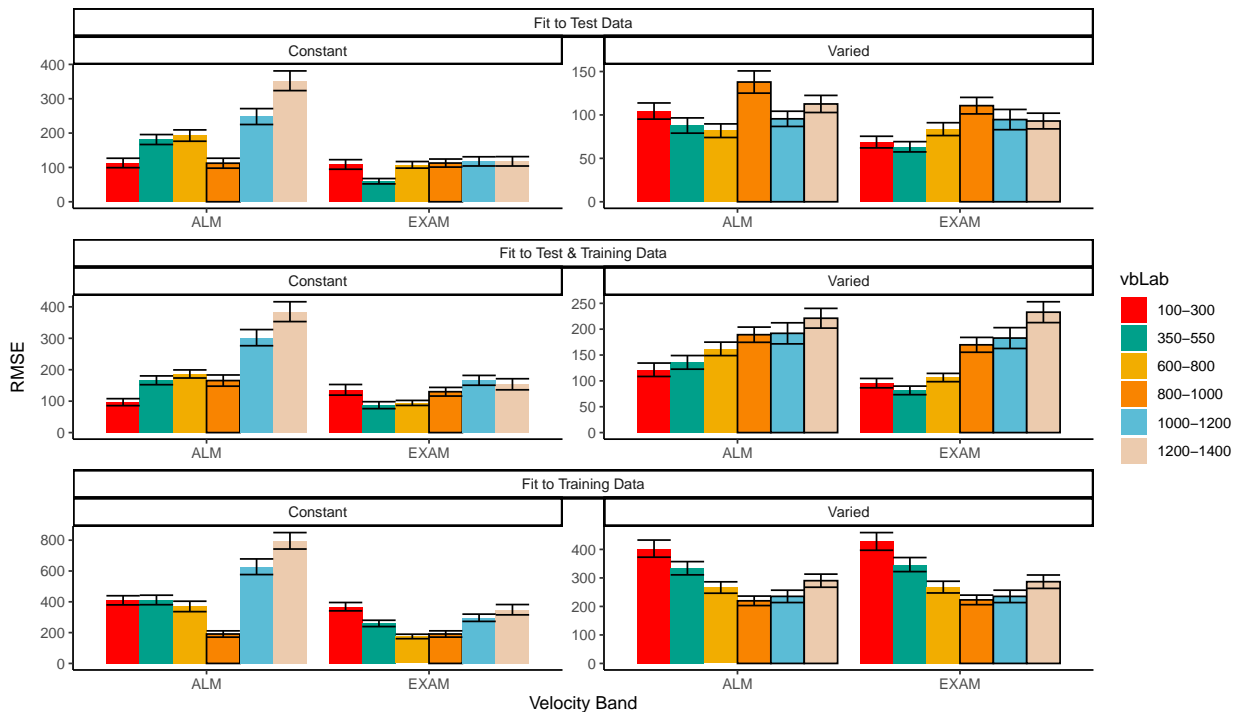 Fit to Test Data
Constant
Varied
400
300
200
100
0
150
100
50
0
ALM
EXAM
ALM
EXAM
Fit to Test & Training Data
Constant
Varied
400
300
200
100
0
250
200
150
100
50
0
ALM
EXAM
ALM
EXAM
Fit to Training Data
Constant
Varied
800
600
400
200
0
400
300
200
100
0
ALM
EXAM
ALM
EXAM
RMSE
Velocity Band
vbLab
100−300
350−550
600−800
800−1000
1000−1200
1200−1400